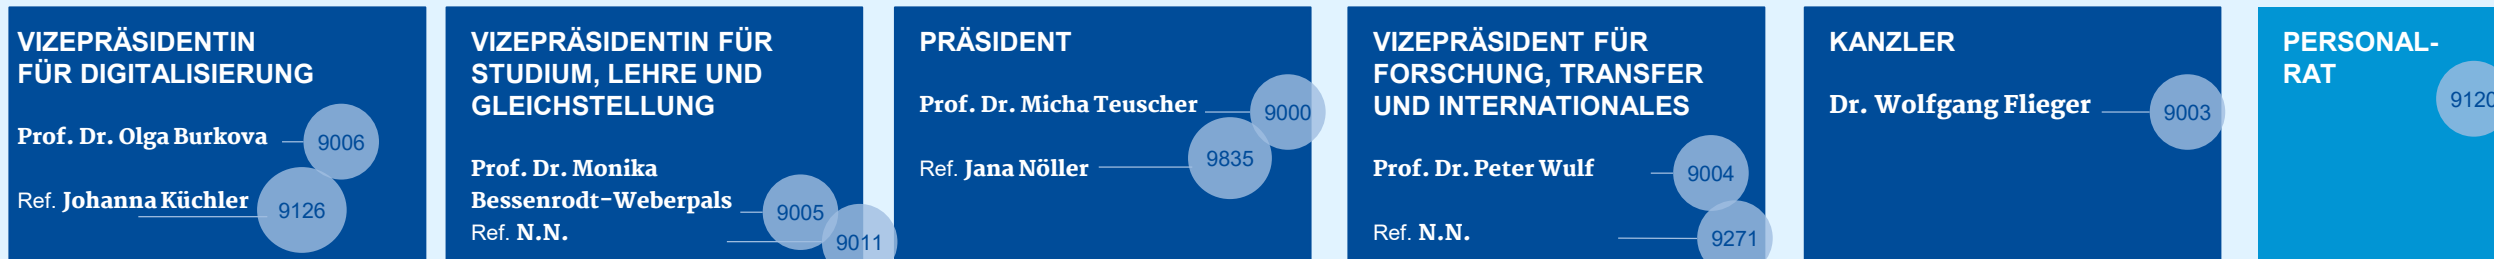 VIZEPRÄSIDENTIN
FÜR DIGITALISIERUNG
Prof. Dr. Olga Burkova 9006
Ref. Johanna Küchler 9126
VIZEPRÄSIDENTIN FÜR
STUDIUM, LEHRE UND
GLEICHSTELLUNG
Prof. Dr. Monika
Bessenrodt-Weberpals 9005
Ref. N.N. 9011
PRÄSIDENT
Prof. Dr. Micha Teuscher 9000
Ref. Jana Nöller 9835
VIZEPRÄSIDENT FÜR
FORSCHUNG, TRANSFER
UND INTERNATIONALES
Prof. Dr. Peter Wulf 9004
Ref. N.N. 9271
KANZLER
Dr. Wolfgang Flieger 9003
PERSONAL-
RAT
9120